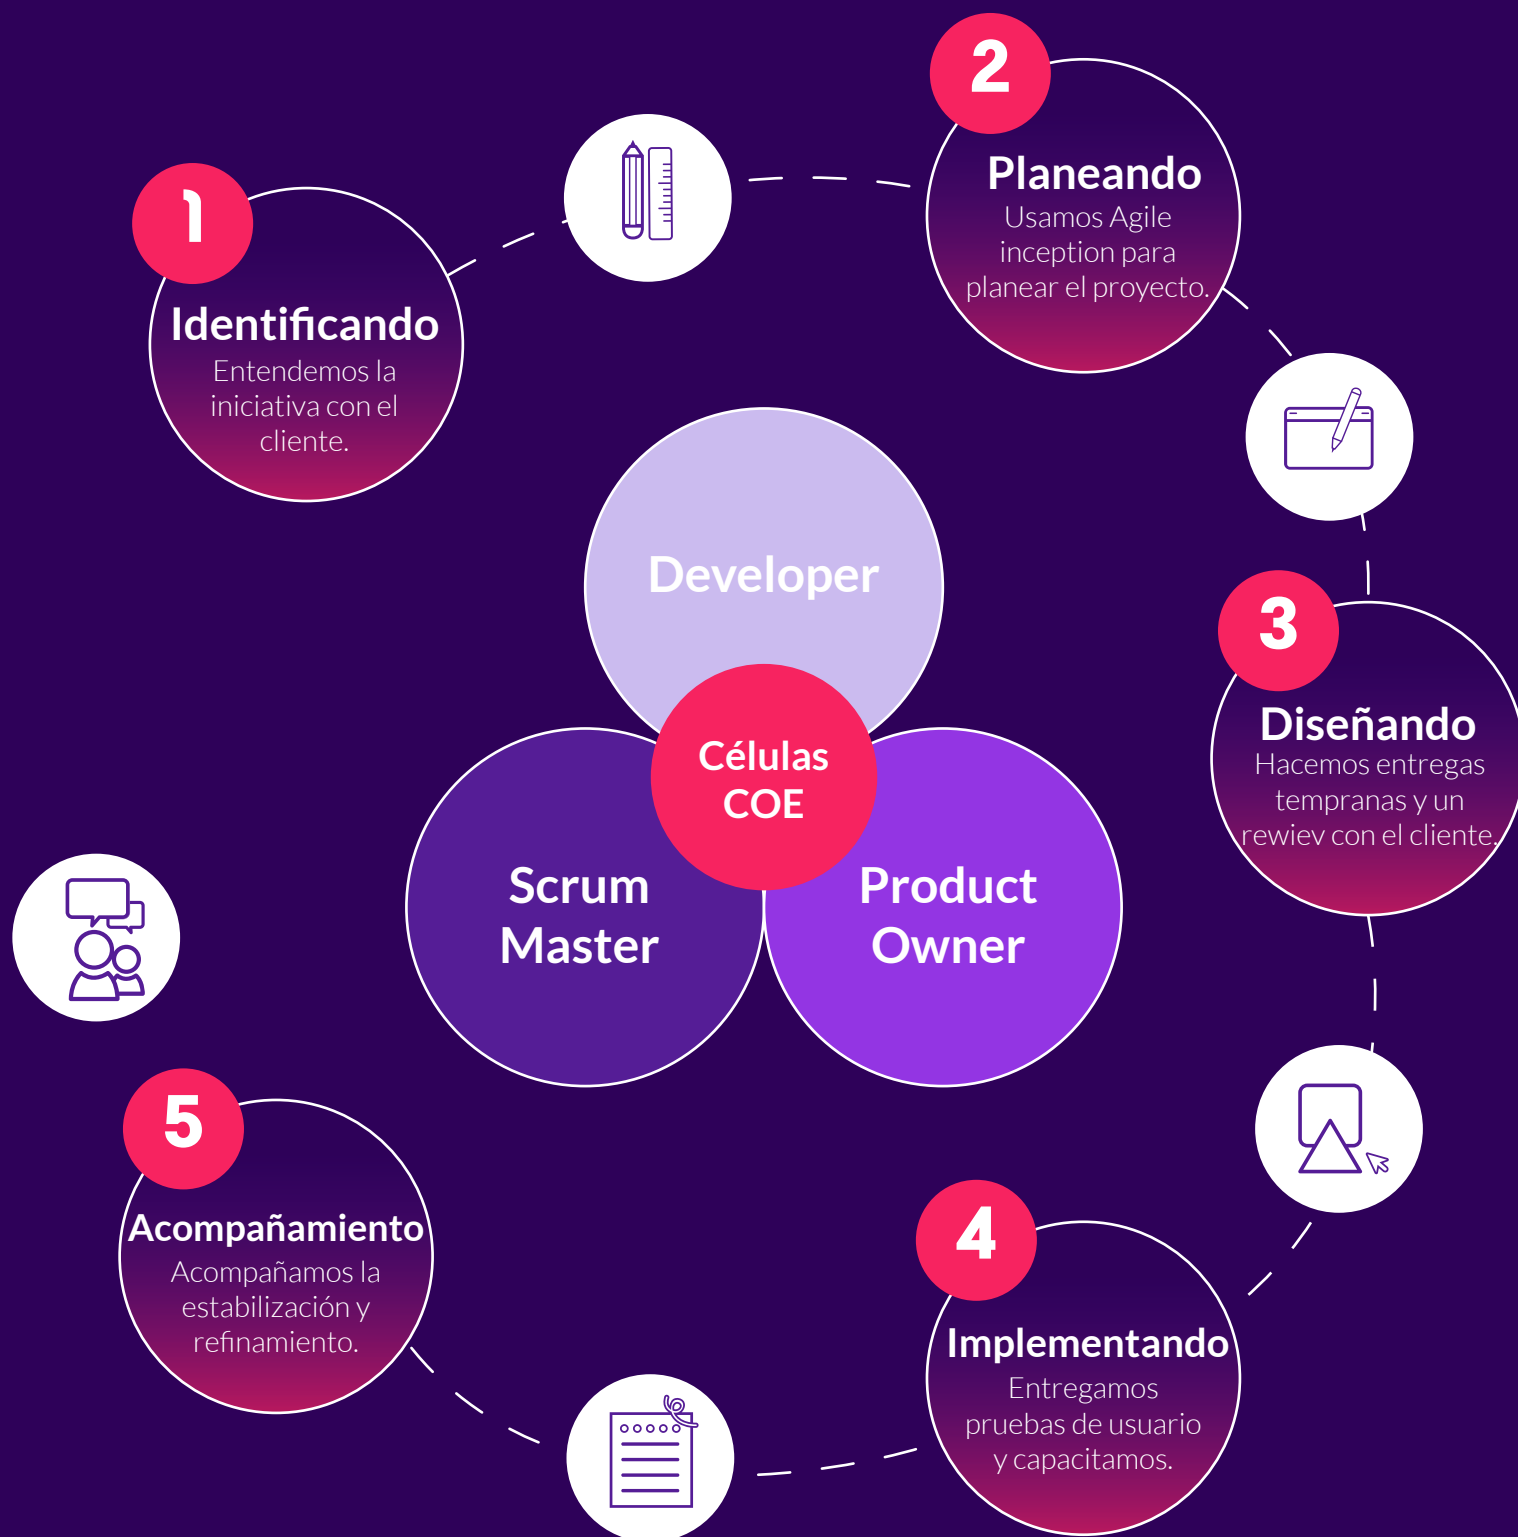 1
Identificando
Entendemos la
iniciativa con el
cliente.
2
Planeando
Usamos Agile
inception para
planear el proyecto.
3
Diseñando
Hacemos entregas
tempranas y un
rewiev con el cliente.
4
Implementando
Entregamos
pruebas de usuario
y capacitamos.
5
Acompañamiento
Acompañamos la
estabilización y
refinamiento.
Developer
Células
COE
Scrum
Master
Product
Owner